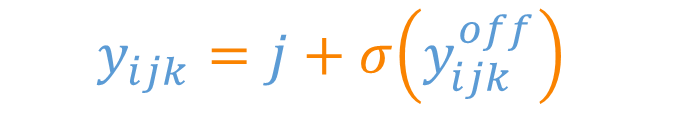 y_{ijk} = j + σ(y_{ijk}^{off})